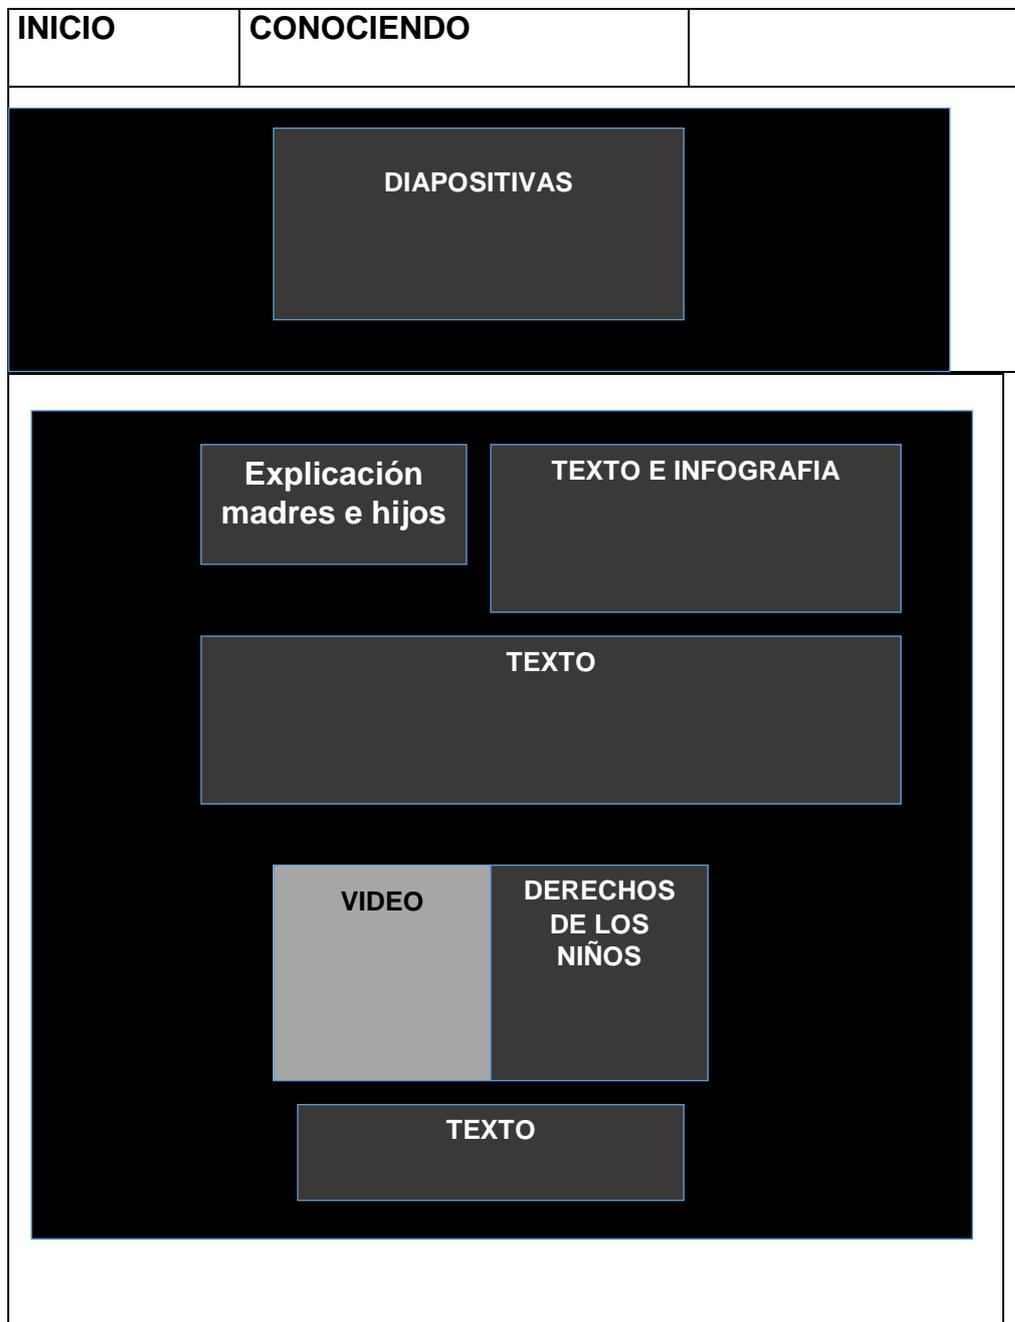 INICIO
CONOCIENDO
DIAPOSITIVAS
Explicación
madres e hijos
TEXTO E INFOGRAFIA
TEXTO
VIDEO
DERECHOS
DE LOS
NIÑOS
TEXTO